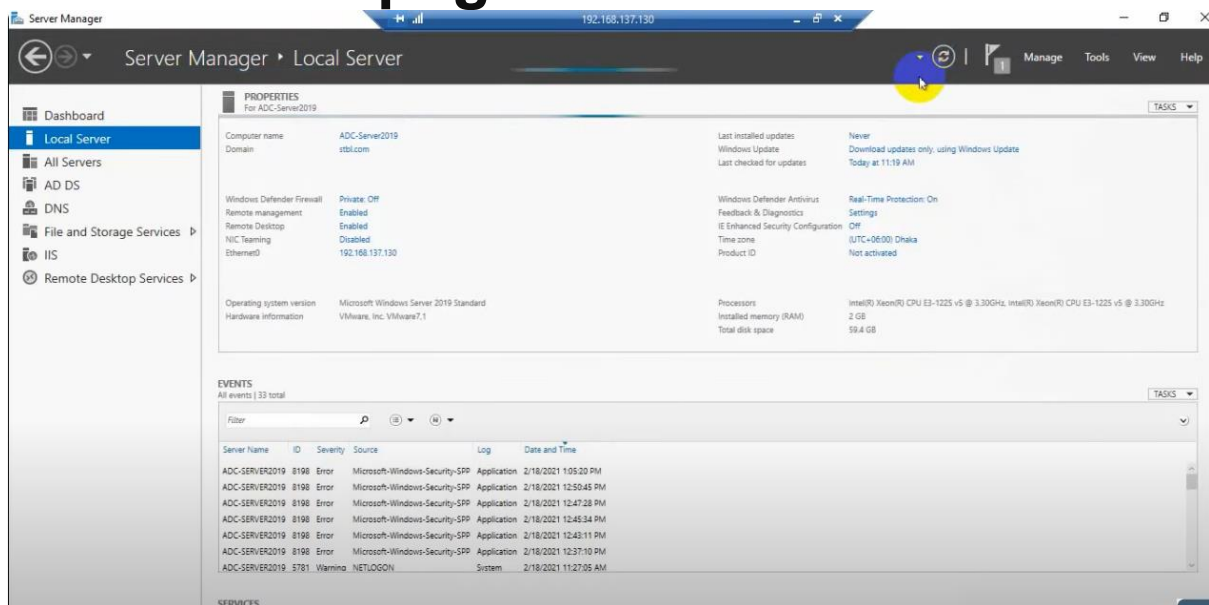 Server Manager
192.168.137.130
Server Manager ‣ Local Server
1
Manage Tools View Help
Dashboard
Local Server
All Servers
AD DS
DNS
File and Storage Services
IIS
Remote Desktop Services
PROPERTIES
For ADC-Server2019
TASKS
Computer name ADC-Server2019
Domain stbl.com
Last installed updates Never
Windows Update Download updates only, using Windows Update
Last checked for updates Today at 11:19 AM
Windows Defender Firewall Private: Off
Remote management Enabled
Remote Desktop Enabled
NIC Teaming Disabled
Ethernet0 192.168.137.130
Windows Defender Antivirus Real-Time Protection: On
Feedback & Diagnostics Settings
IE Enhanced Security Configuration Off
Time zone (UTC+06:00) Dhaka
Product ID Not activated
Operating system version Microsoft Windows Server 2019 Standard
Hardware information VMware, Inc. VMware7,1
Processors Intel(R) Xeon(R) CPU E3-1225 v5 @ 3.30GHz, Intel(R) Xeon(R) CPU E3-1225 v5 @ 3.30GHz
Installed memory (RAM) 2 GB
Total disk space 59.4 GB
EVENTS
All events | 33 total
TASKS
Filter
Server Name ID Severity Source Log Date and Time
ADC-SERVER2019 8198 Error Microsoft-Windows-Security-SPP Application 2/18/2021 1:05:20 PM
ADC-SERVER2019 8198 Error Microsoft-Windows-Security-SPP Application 2/18/2021 12:50:45 PM
ADC-SERVER2019 8198 Error Microsoft-Windows-Security-SPP Application 2/18/2021 12:47:28 PM
ADC-SERVER2019 8198 Error Microsoft-Windows-Security-SPP Application 2/18/2021 12:45:34 PM
ADC-SERVER2019 8198 Error Microsoft-Windows-Security-SPP Application 2/18/2021 12:43:11 PM
ADC-SERVER2019 8198 Error Microsoft-Windows-Security-SPP Application 2/18/2021 12:37:10 PM
ADC-SERVER2019 5781 Warning NETLOGON System 2/18/2021 11:27:05 AM
SERVICES